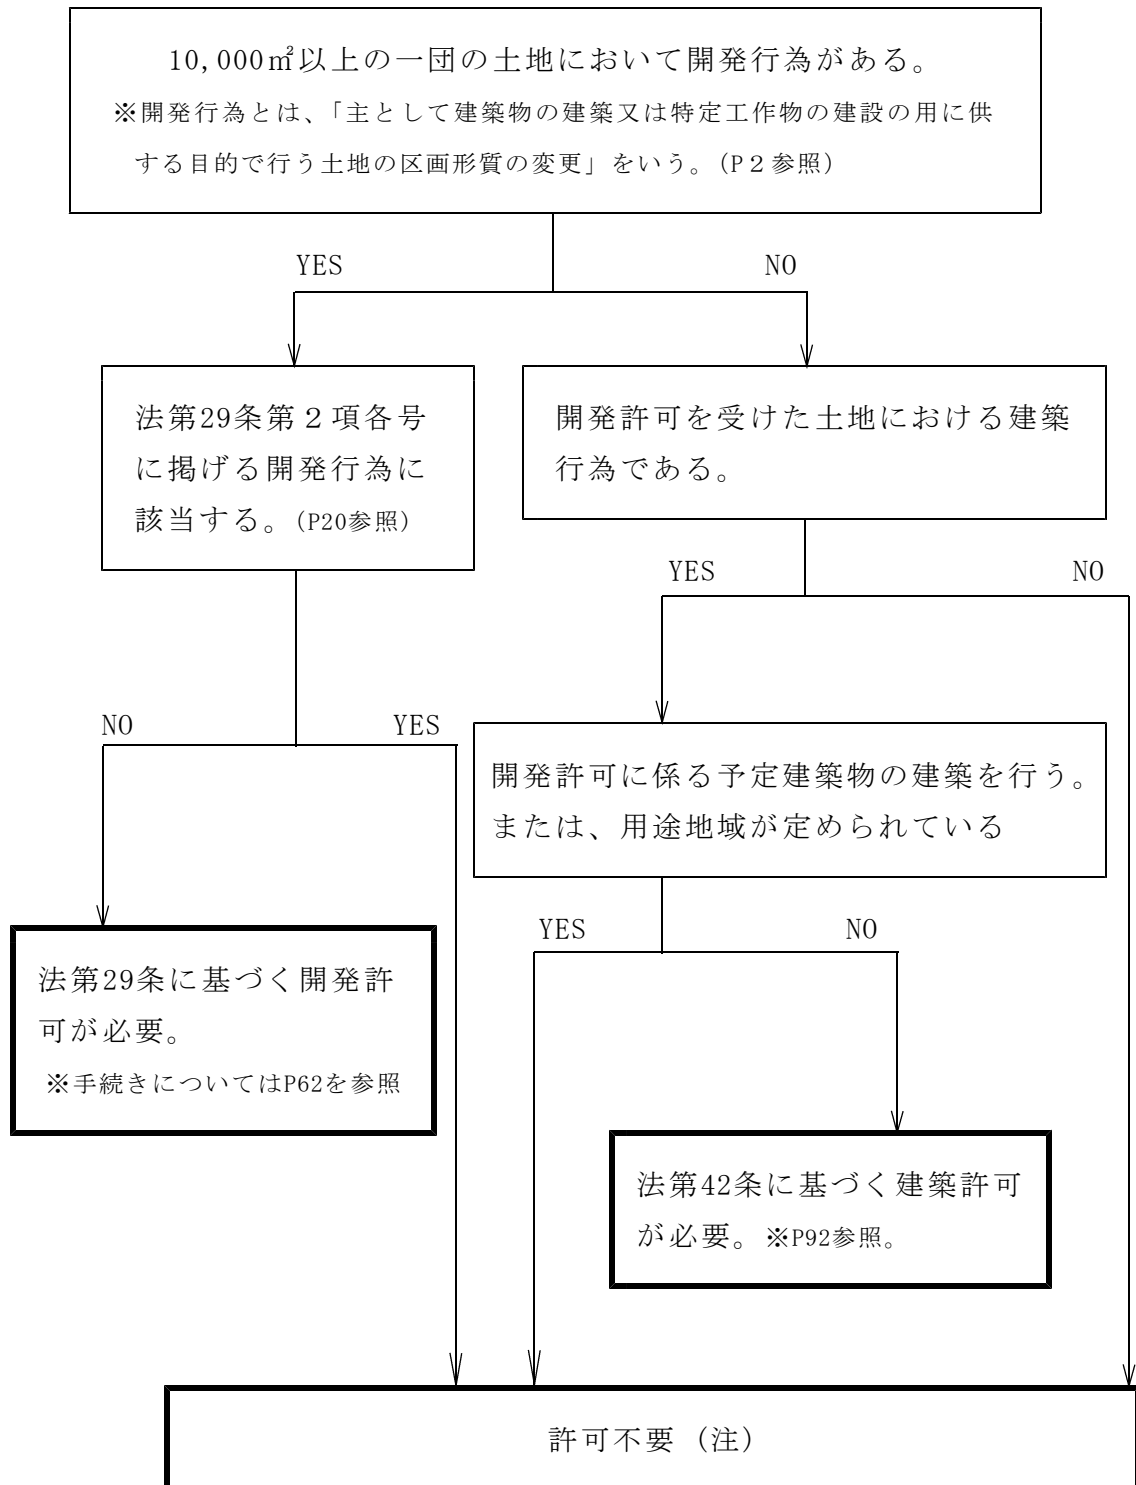 10,000㎡以上の一団の土地において開発行為がある。
※開発行為とは、「主として建築物の建築又は特定工作物の建設の用に供
する目的で行う土地の区画形質の変更」をいう。(P２参照)
YES
NO
法第29条第２項各号
に掲げる開発行為に
該当する。(P20参照)
開発許可を受けた土地における建築
行為である。
YES
NO
NO
YES
開発許可に係る予定建築物の建築を行う。
または、用途地域が定められている
YES
NO
法第29条に基づく開発許
可が必要。
※手続きについてはP62を参照
法第42条に基づく建築許可
が必要。※P92参照。
許可不要（注）